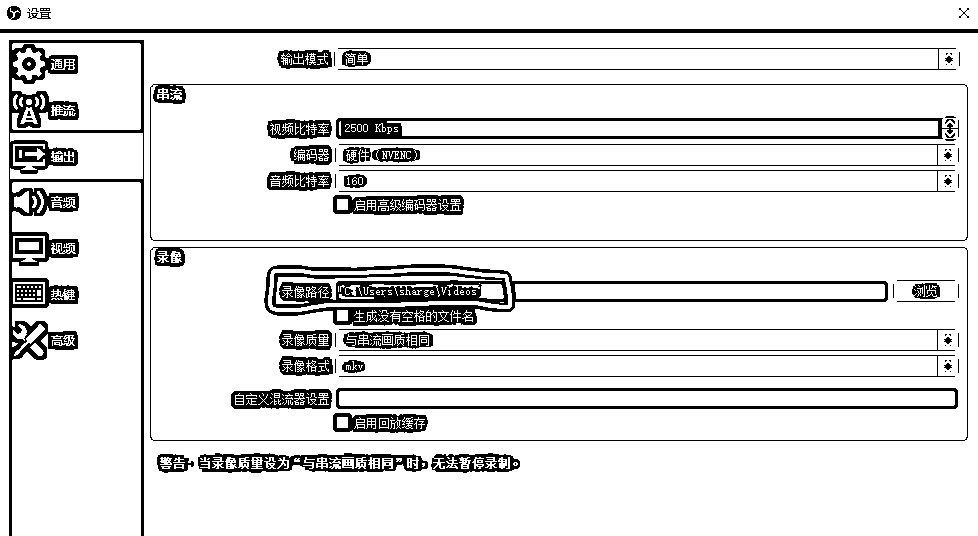 设置
通用
推流
输出
音频
视频
热键
高级
输出模式 简单
串流
视频比特率 2500 Kbps
编码器 硬件(NVENC)
音频比特率 160
启用高级编码器设置
录像
录像路径 C:\Users\sharge\Videos 浏览
生成没有空格的文件名
录像质量 与串流画质相同
录像格式 mkv
自定义混流器设置
启用回放缓存
警告：当录像质量设为“与串流画质相同”时，无法暂停录制。